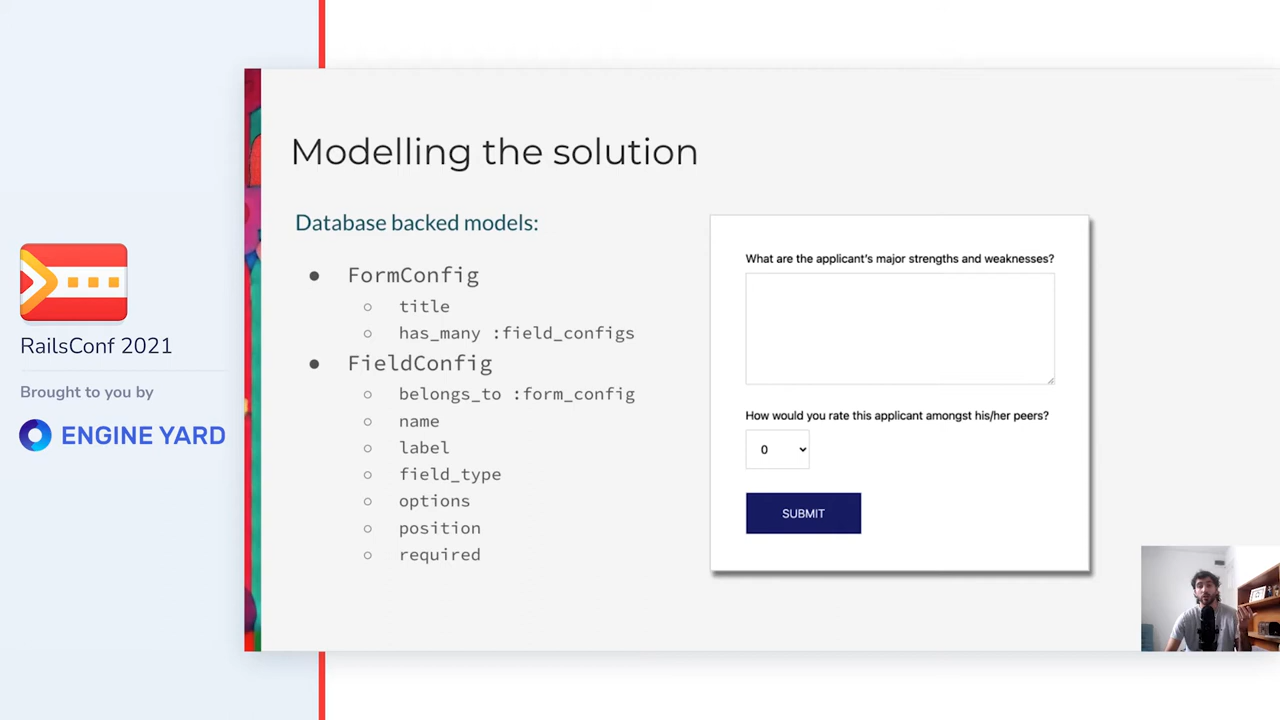 RailsConf 2021
Brought to you by
ENGINE YARD
Modelling the solution
Database backed models:
● FormConfig
○ title
○ has_many :field_configs
● FieldConfig
○ belongs_to :form_config
○ name
○ label
○ field_type
○ options
○ position
○ required
What are the applicant's major strengths and weaknesses?
How would you rate this applicant amongst his/her peers?
0
SUBMIT